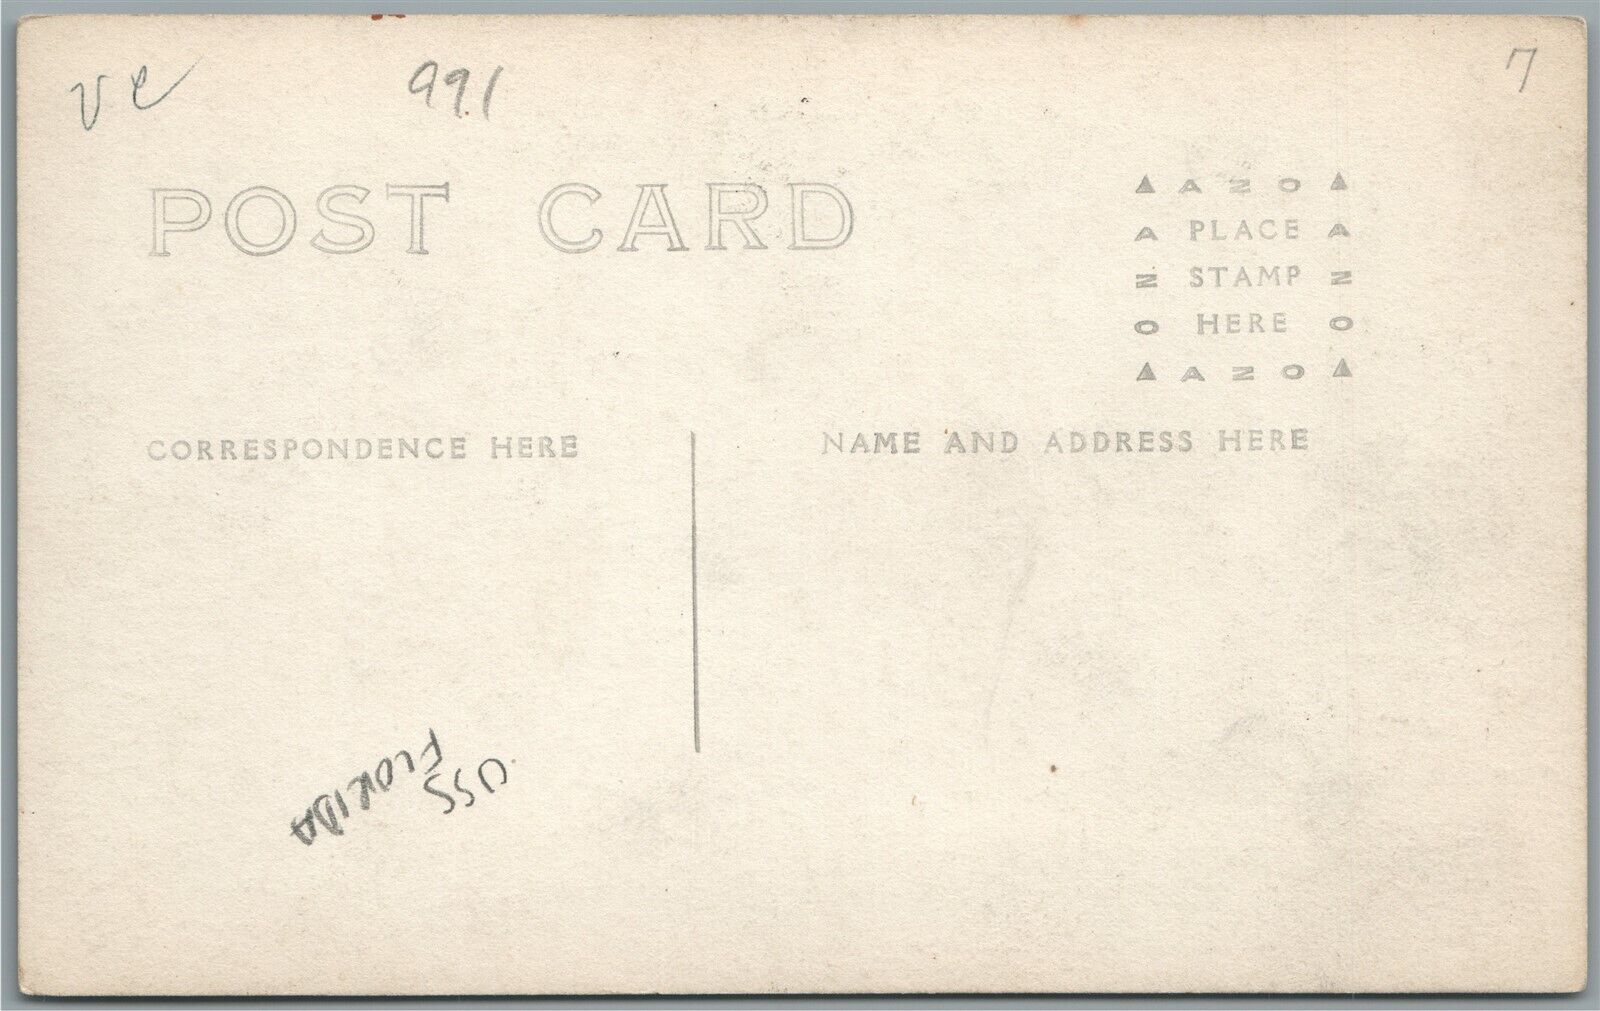 VC 991 7
POST CARD
▲ AZO ▲
A PLACE A
N STAMP N
O HERE O
▲ AZO ▲
CORRESPONDENCE HERE
NAME AND ADDRESS HERE
USS
FLORIDA